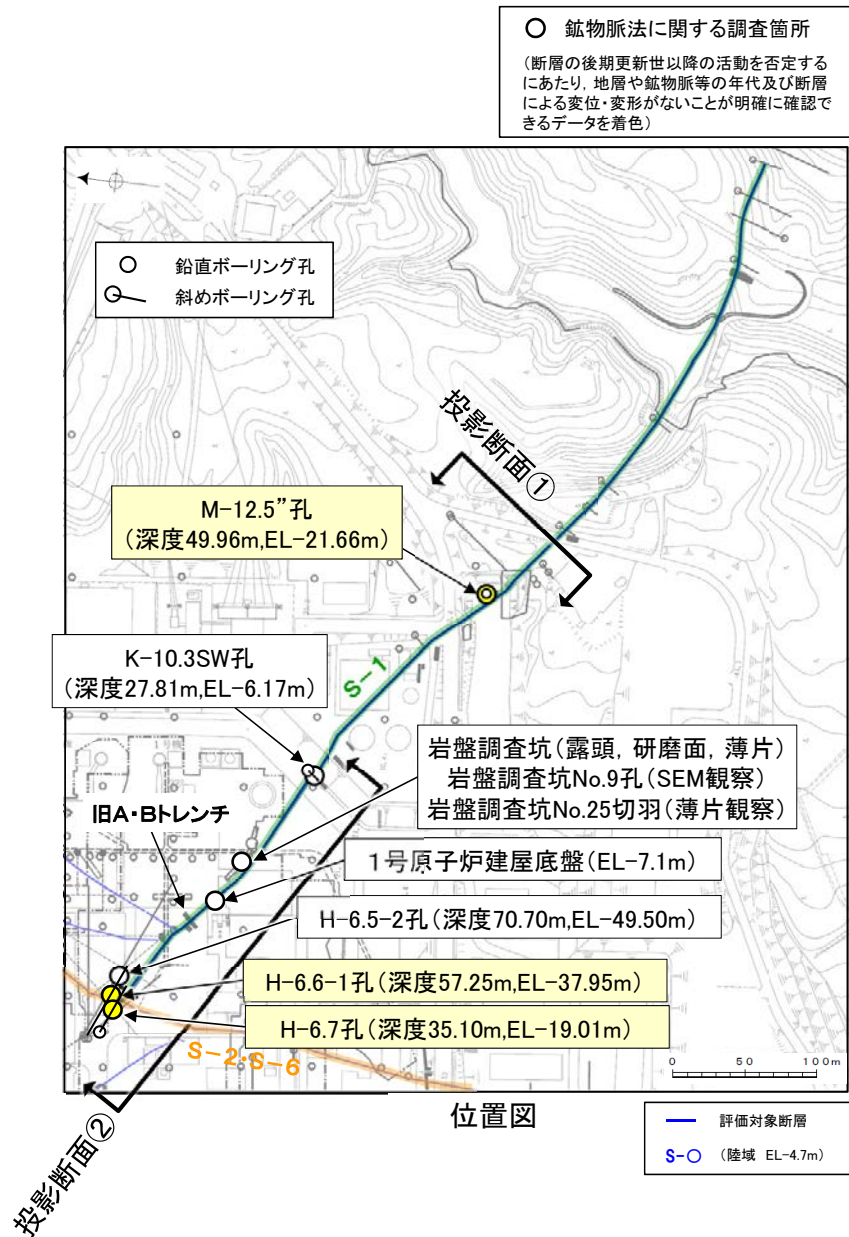 ○ 鉱物脈法に関する調査箇所
(断層の後期更新世以降の活動を否定する
にあたり,地層や鉱物脈等の年代及び断層
による変位・変形がないことが明確に確認で
きるデータを着色)
鉛直ボーリング孔
斜めボーリング孔
投影断面①
M-12.5”孔
(深度49.96m,EL-21.66m)
K-10.3SW孔
(深度27.81m,EL-6.17m)
S-1
岩盤調査坑(露頭,研磨面,薄片)
岩盤調査坑No.9孔(SEM観察)
岩盤調査坑No.25切羽(薄片観察)
旧A・Bトレンチ
1号原子炉建屋底盤(EL-7.1m)
H-6.5-2孔(深度70.70m,EL-49.50m)
H-6.6-1孔(深度57.25m,EL-37.95m)
H-6.7孔(深度35.10m,EL-19.01m)
S-2・S-6
0 50 100m
位置図
投影断面②
評価対象断層
S-○ (陸域 EL-4.7m)